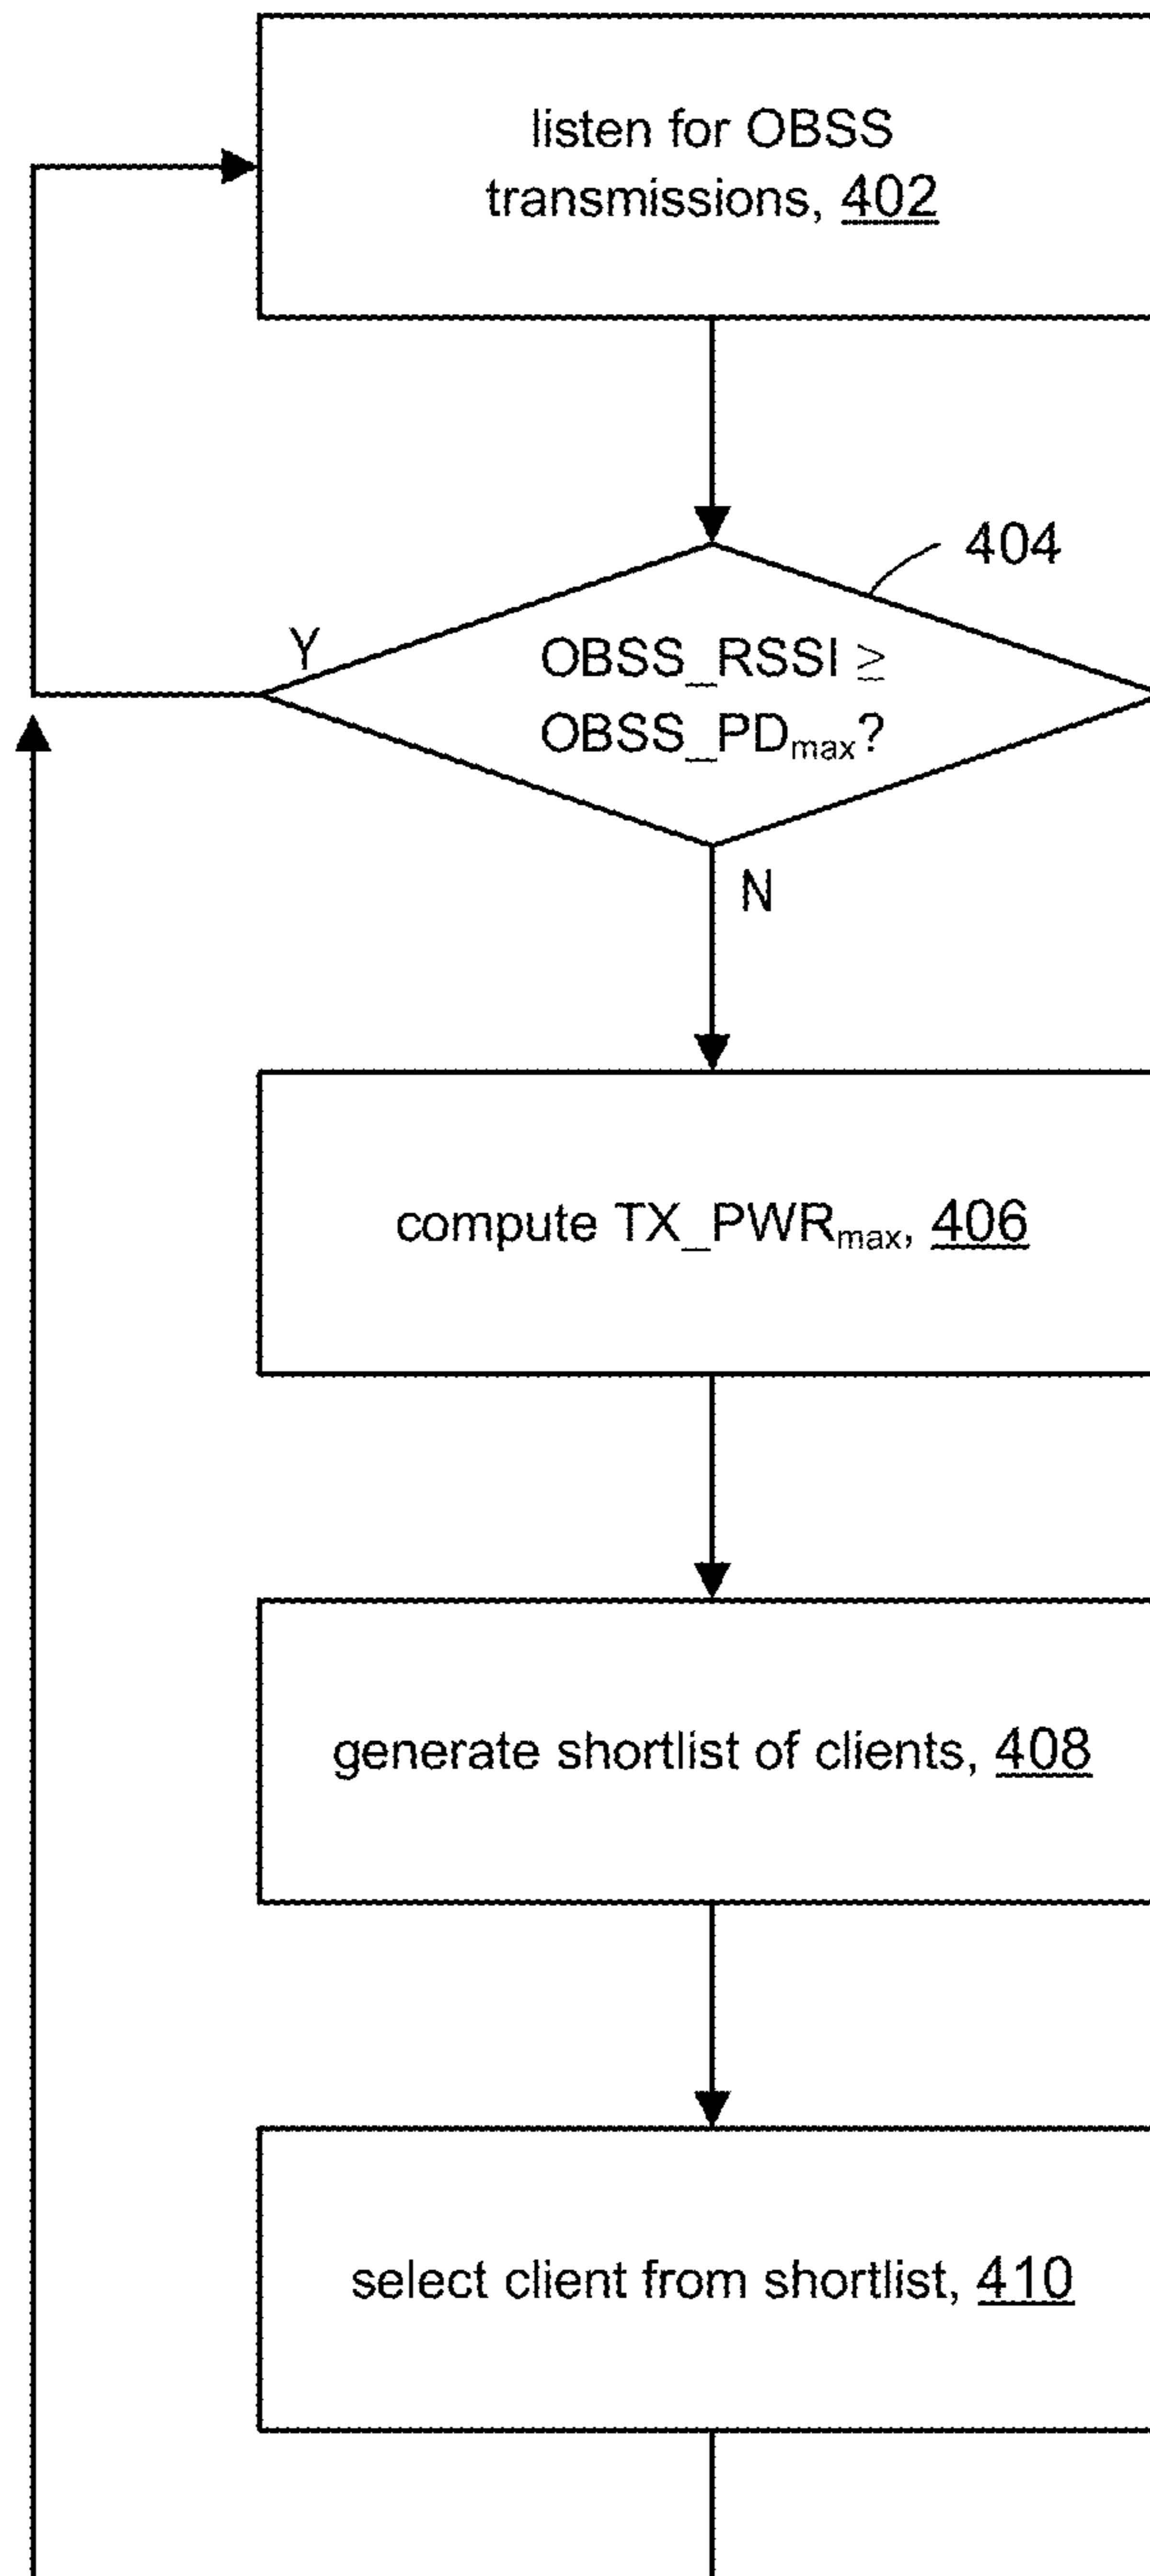 listen for OBSS
transmissions, 402
404
Y
OBSS_RSSI ≥
OBSS_PDmax?
N
compute TX_PWRmax, 406
generate shortlist of clients, 408
select client from shortlist, 410